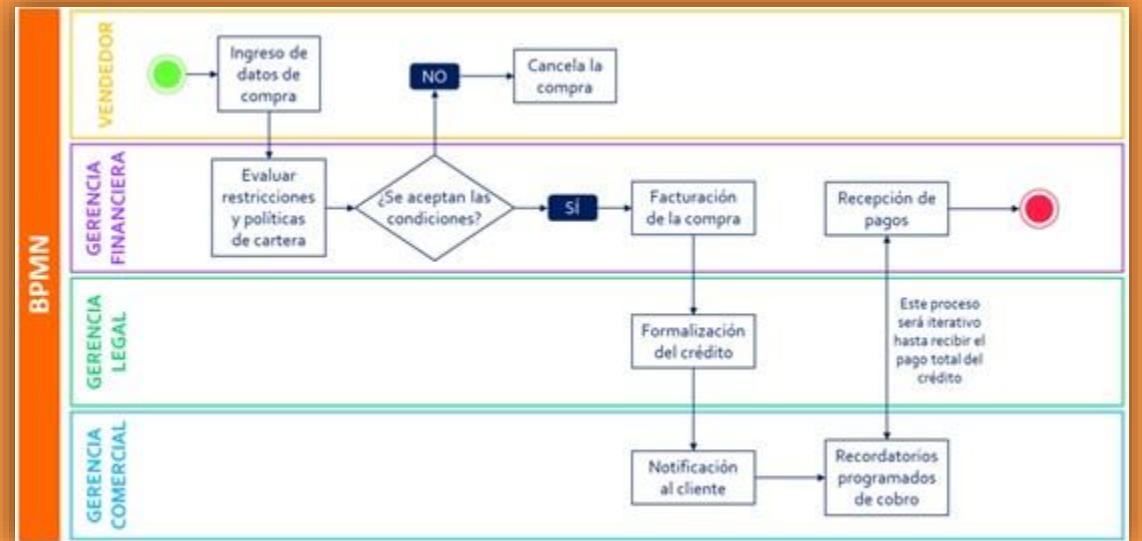 BPMN
VENDEDOR
Ingreso de
datos de
compra
NO
Cancela la
compra
GERENCIA
FINANCIERA
Evaluar
restricciones
y políticas
de cartera
¿Se aceptan las
condiciones?
SÍ
Facturación
de la compra
Recepción de
pagos
GERENCIA
LEGAL
Formalización
del crédito
Este proceso
será iterativo
hasta recibir el
pago total del
crédito
GERENCIA
COMERCIAL
Notificación
al cliente
Recordatorios
programados
de cobro